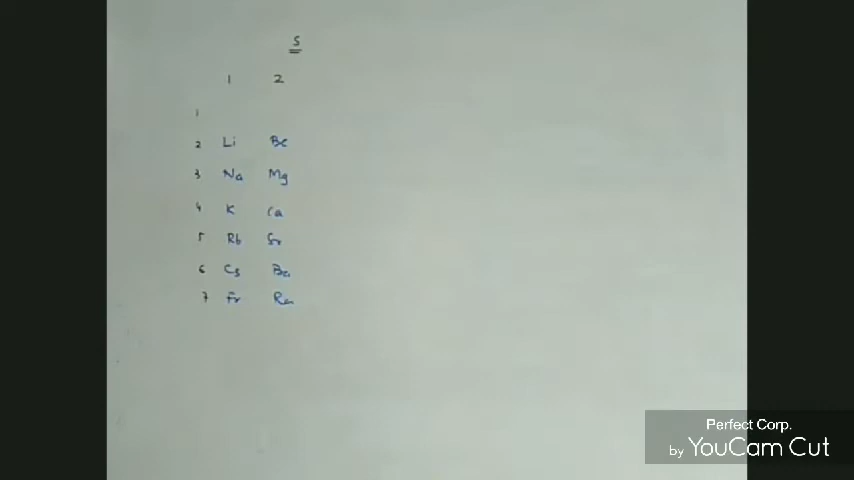 S
1 2
1
2 Li Be
3 Na Mg
4 K Ca
5 Rb Sr
6 Cs Ba
7 Fr Ra
Perfect Corp.
by YouCam Cut